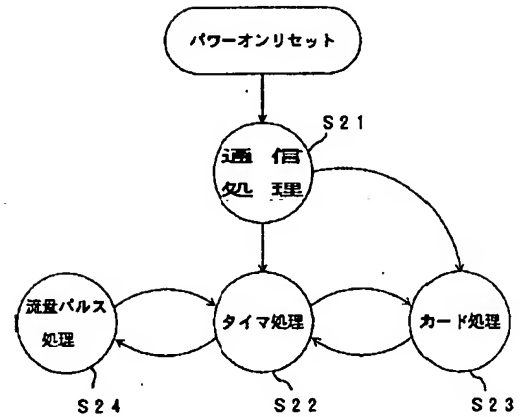 パワーオンリセット
S21
通信
処理
流量パルス
処理
タイマ処理
カード処理
S24
S22
S23